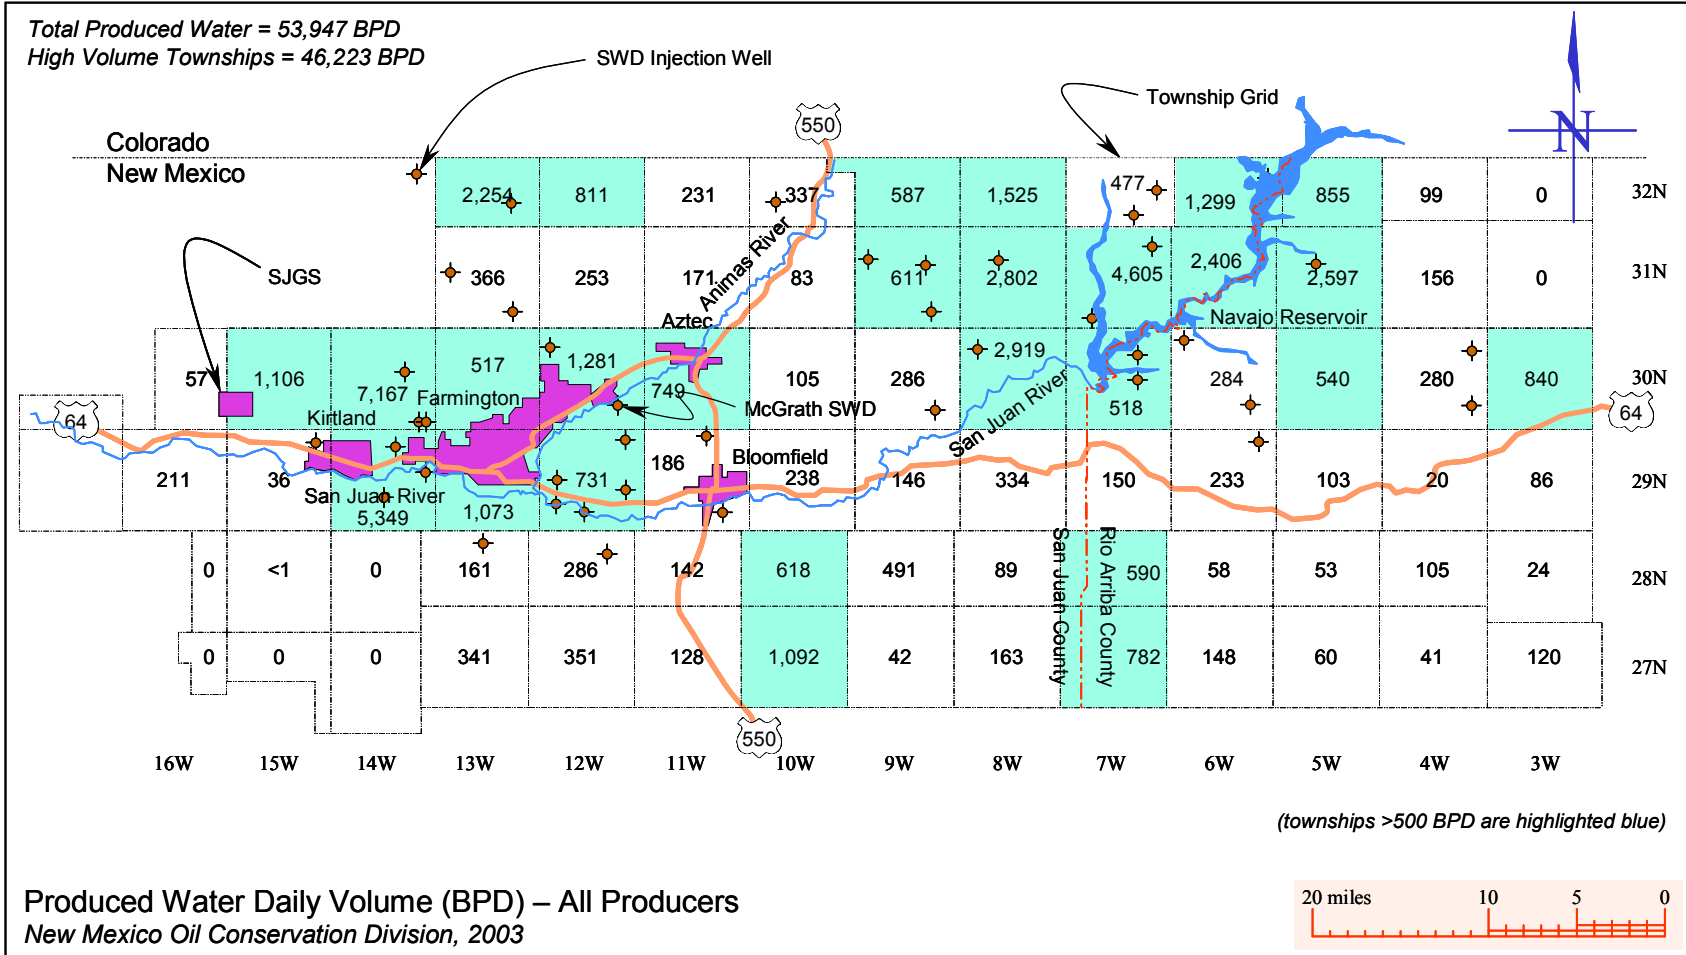 Total Produced Water = 53,947 BPD
High Volume Townships = 46,223 BPD
SWD Injection Well
Township Grid
550
N
Colorado
New Mexico
2,254 811 231 337 587 1,525 477 1,299 855 99 0 32N
SJGS
Animas River
366 253 171 83 611 2,802 4,605 2,406 2,597 156 0 31N
Aztec
Navajo Reservoir
57 1,106 7,167 517 1,281 749 105 286 2,919 518 284 540 280 840 30N
Kirtland
Farmington
McGrath SWD
San Juan River
64
64
Bloomfield
211 36 5,349 1,073 731 186 238 146 334 150 233 103 20 86 29N
San Juan River
San Juan County
Rio Arriba County
0 <1 0 161 286 142 618 491 89 590 58 53 105 24 28N
0 0 0 341 351 128 1,092 42 163 782 148 60 41 120 27N
550
16W 15W 14W 13W 12W 11W 10W 9W 8W 7W 6W 5W 4W 3W
(townships >500 BPD are highlighted blue)
Produced Water Daily Volume (BPD) – All Producers
New Mexico Oil Conservation Division, 2003
20 miles 10 5 0